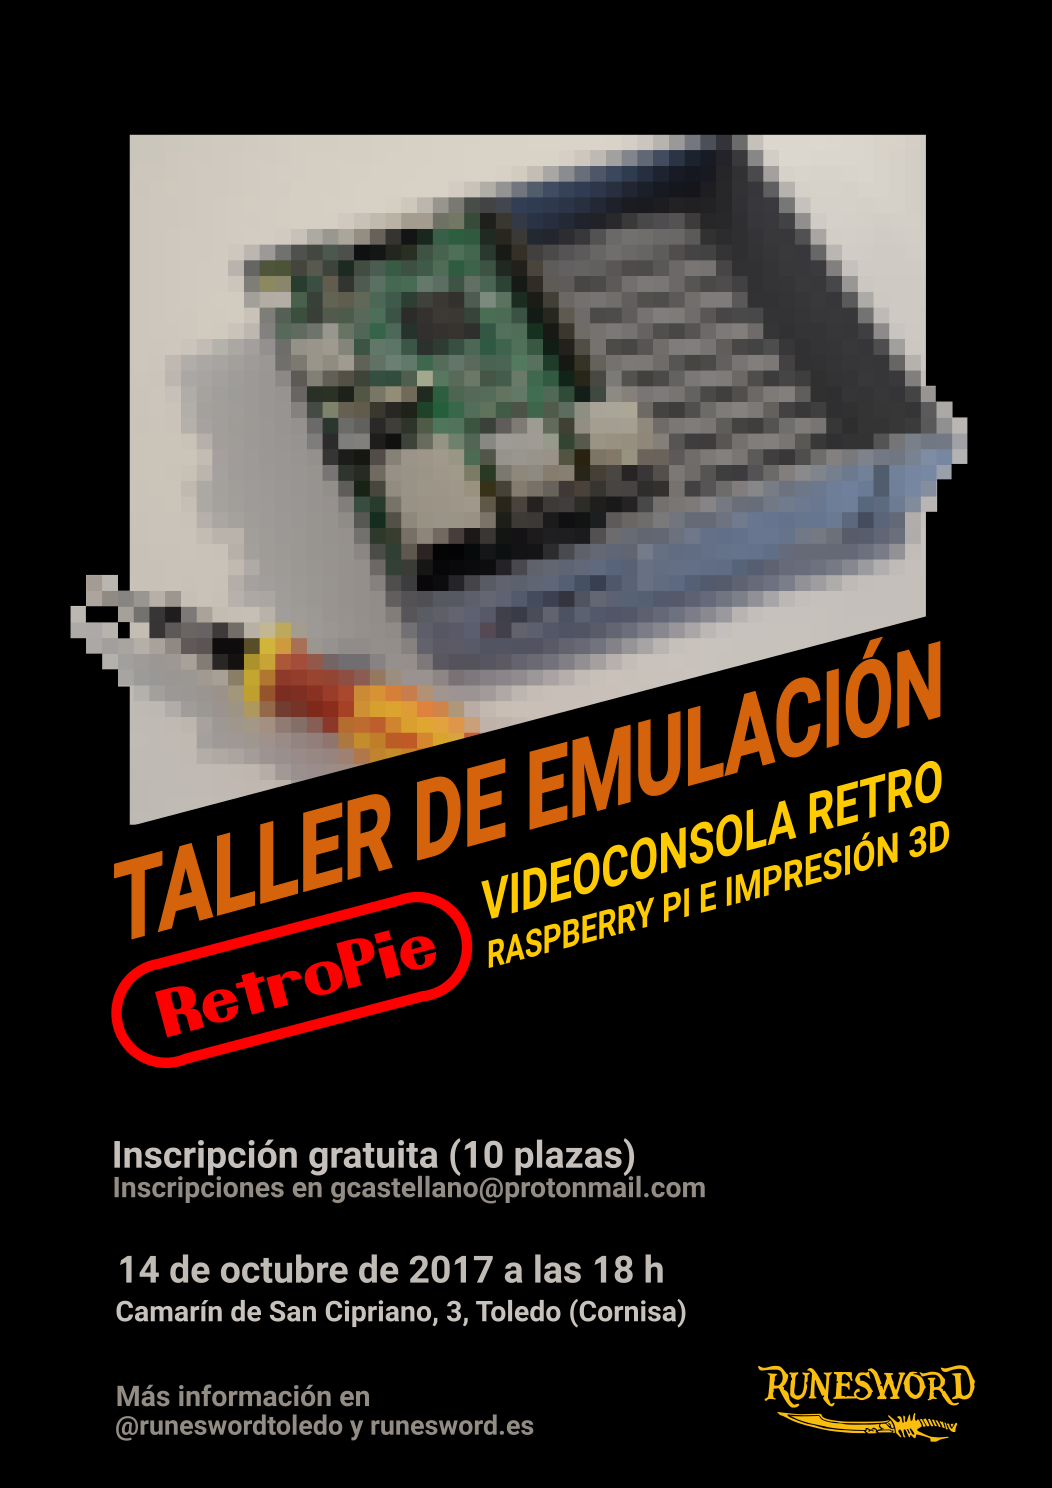 TALLER DE EMULACIÓN
VIDEOCONSOLA RETRO
RASPBERRY PI E IMPRESIÓN 3D
RetroPie
Inscripción gratuita (10 plazas)
Inscripciones en gcastellano@protonmail.com
14 de octubre de 2017 a las 18 h
Camarín de San Cipriano, 3, Toledo (Cornisa)
Más información en
@runeswordtoledo y runesword.es
RUNESWORD